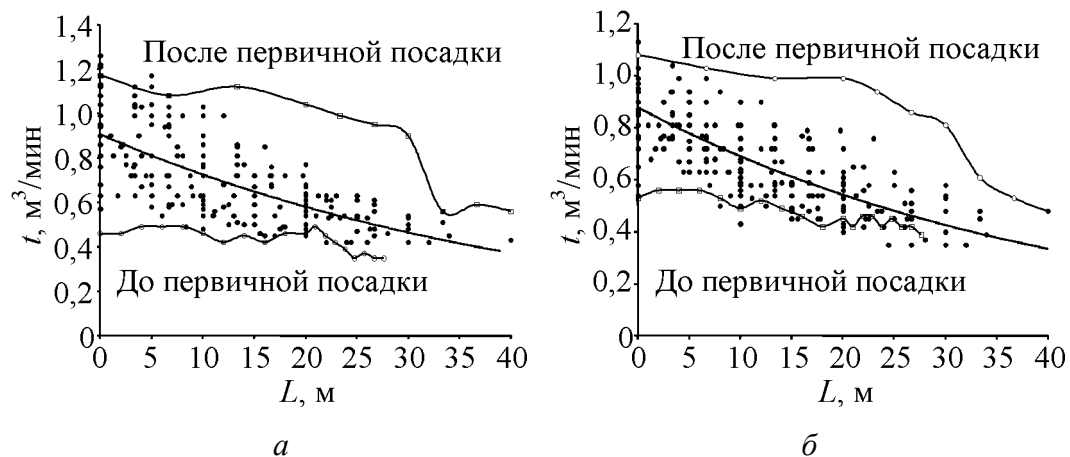 1,4
1,2
1,0
0,8
0,6
0,4
0,2
0
t, м³/мин
После первичной посадки
До первичной посадки
0 5 10 15 20 25 30 35 40
L, м
а
1,2
1,0
0,8
0,6
0,4
0,2
0
t, м³/мин
После первичной посадки
До первичной посадки
0 5 10 15 20 25 30 35 40
L, м
б